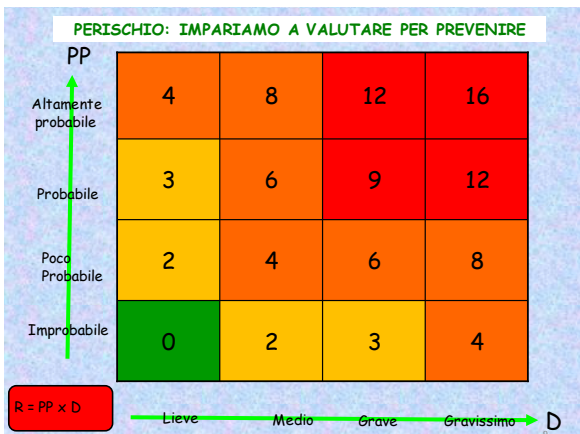 PERISCHIO: IMPARIAMO A VALUTARE PER PREVENIRE
PP
Altamente
probabile
4 8 12 16
Probabile
3 6 9 12
Poco
Probabile
2 4 6 8
Improbabile
0 2 3 4
R = PP x D
Lieve Medio Grave Gravissimo D